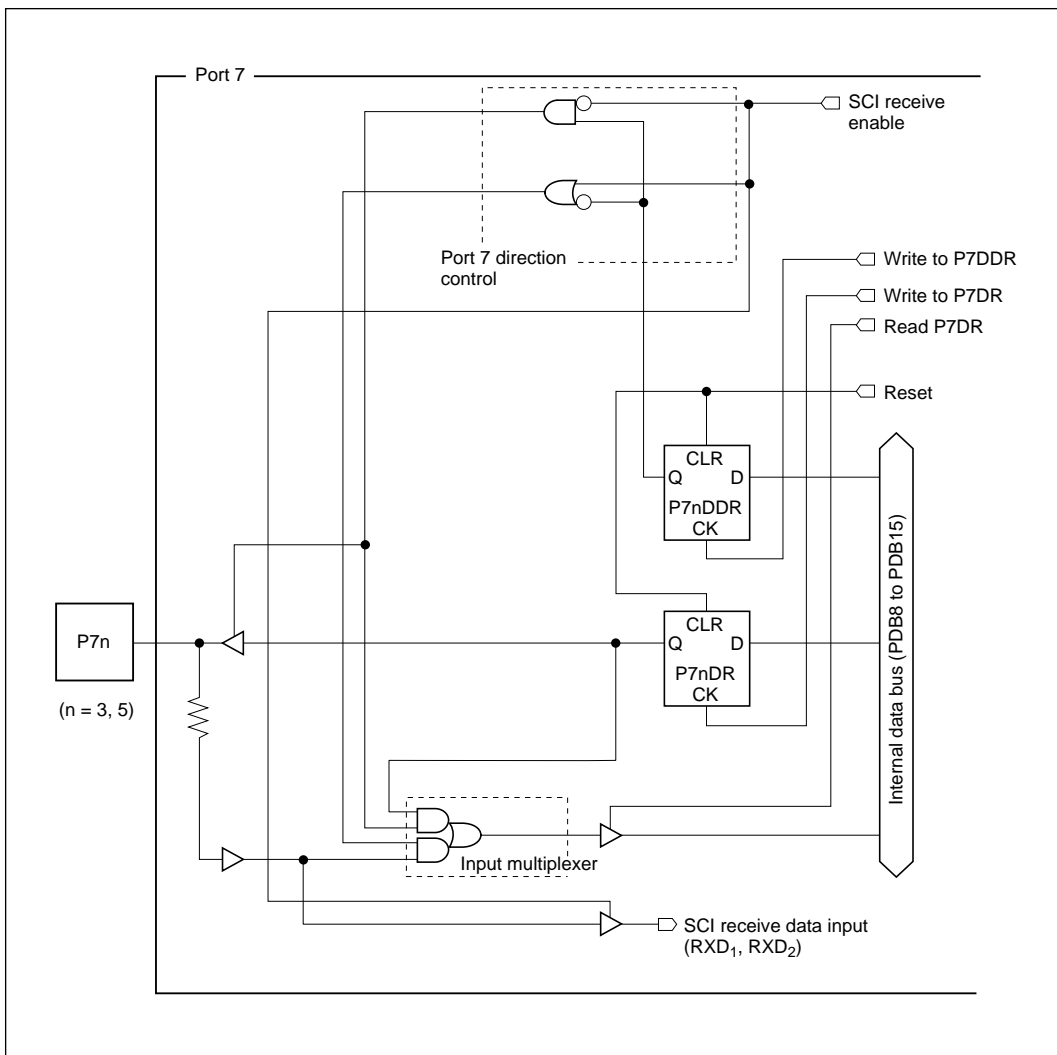 Port 7
SCI receive
enable
Port 7 direction
control
Write to P7DDR
Write to P7DR
Read P7DR
Reset
CLR
Q D
P7nDDR
CK
Internal data bus (PDB8 to PDB15)
P7n
(n = 3, 5)
CLR
Q D
P7nDR
CK
Input multiplexer
SCI receive data input
(RXD₁, RXD₂)